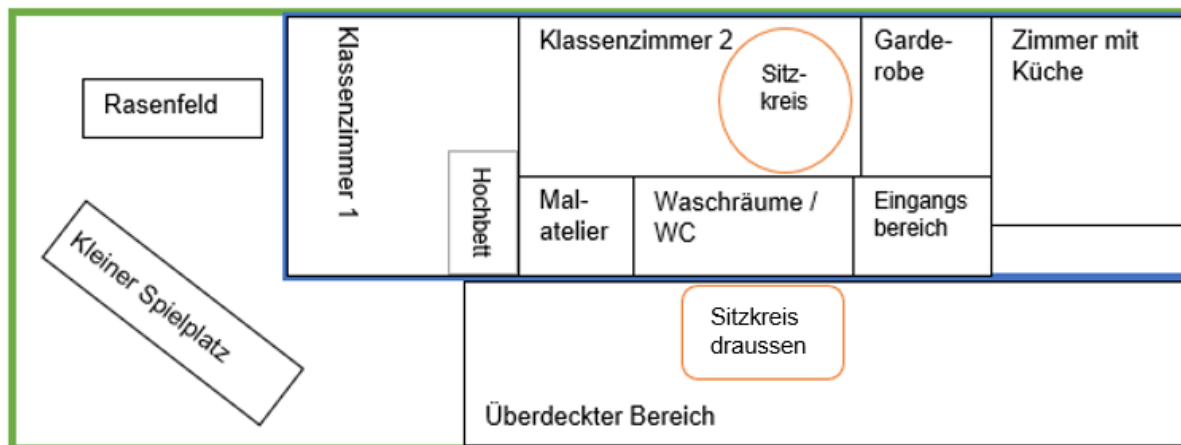 Klassenzimmer 1
Klassenzimmer 2
Sitz-
kreis
Garde-
robe
Zimmer mit
Küche
Rasenfeld
Hochbett
Mal-
atelier
Waschräume /
WC
Eingangs
bereich
Kleiner Spielplatz
Sitzkreis
draussen
Überdeckter Bereich